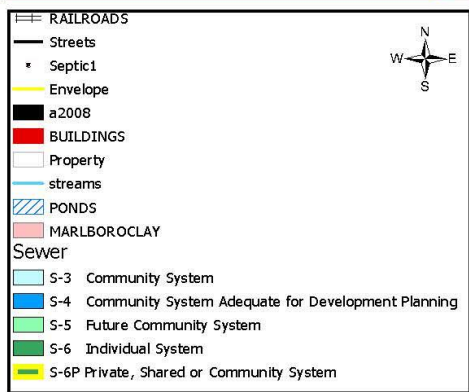 RAILROADS
Streets
Septic1
Envelope
a2008
BUILDINGS
Property
streams
PONDS
MARLBOROCLAY
Sewer
S-3 Community System
S-4 Community System Adequate for Development Planning
S-5 Future Community System
S-6 Individual System
S-6P Private, Shared or Community System
N
W E
S